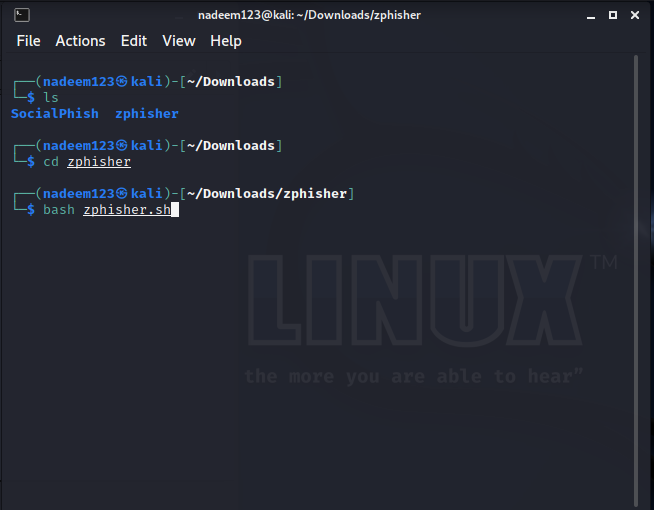 nadeem123@kali: ~/Downloads/zphisher
File Actions Edit View Help
┌──(nadeem123㉿kali)-[~/Downloads]
└─$ ls
SocialPhish zphisher
┌──(nadeem123㉿kali)-[~/Downloads]
└─$ cd zphisher
┌──(nadeem123㉿kali)-[~/Downloads/zphisher]
└─$ bash zphisher.sh
LINUX™
the more you are able to hear”